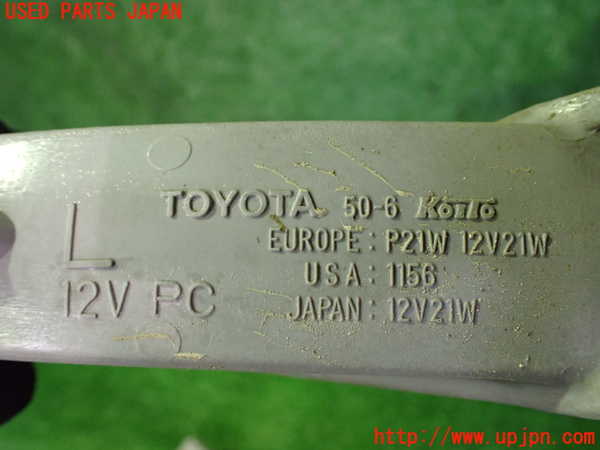 USED PARTS JAPAN
TOYOTA 50-6 Koito
L
EUROPE: P21W 12V21W
USA: 1156
12V PC
JAPAN: 12V21W
http://www.upjpn.com